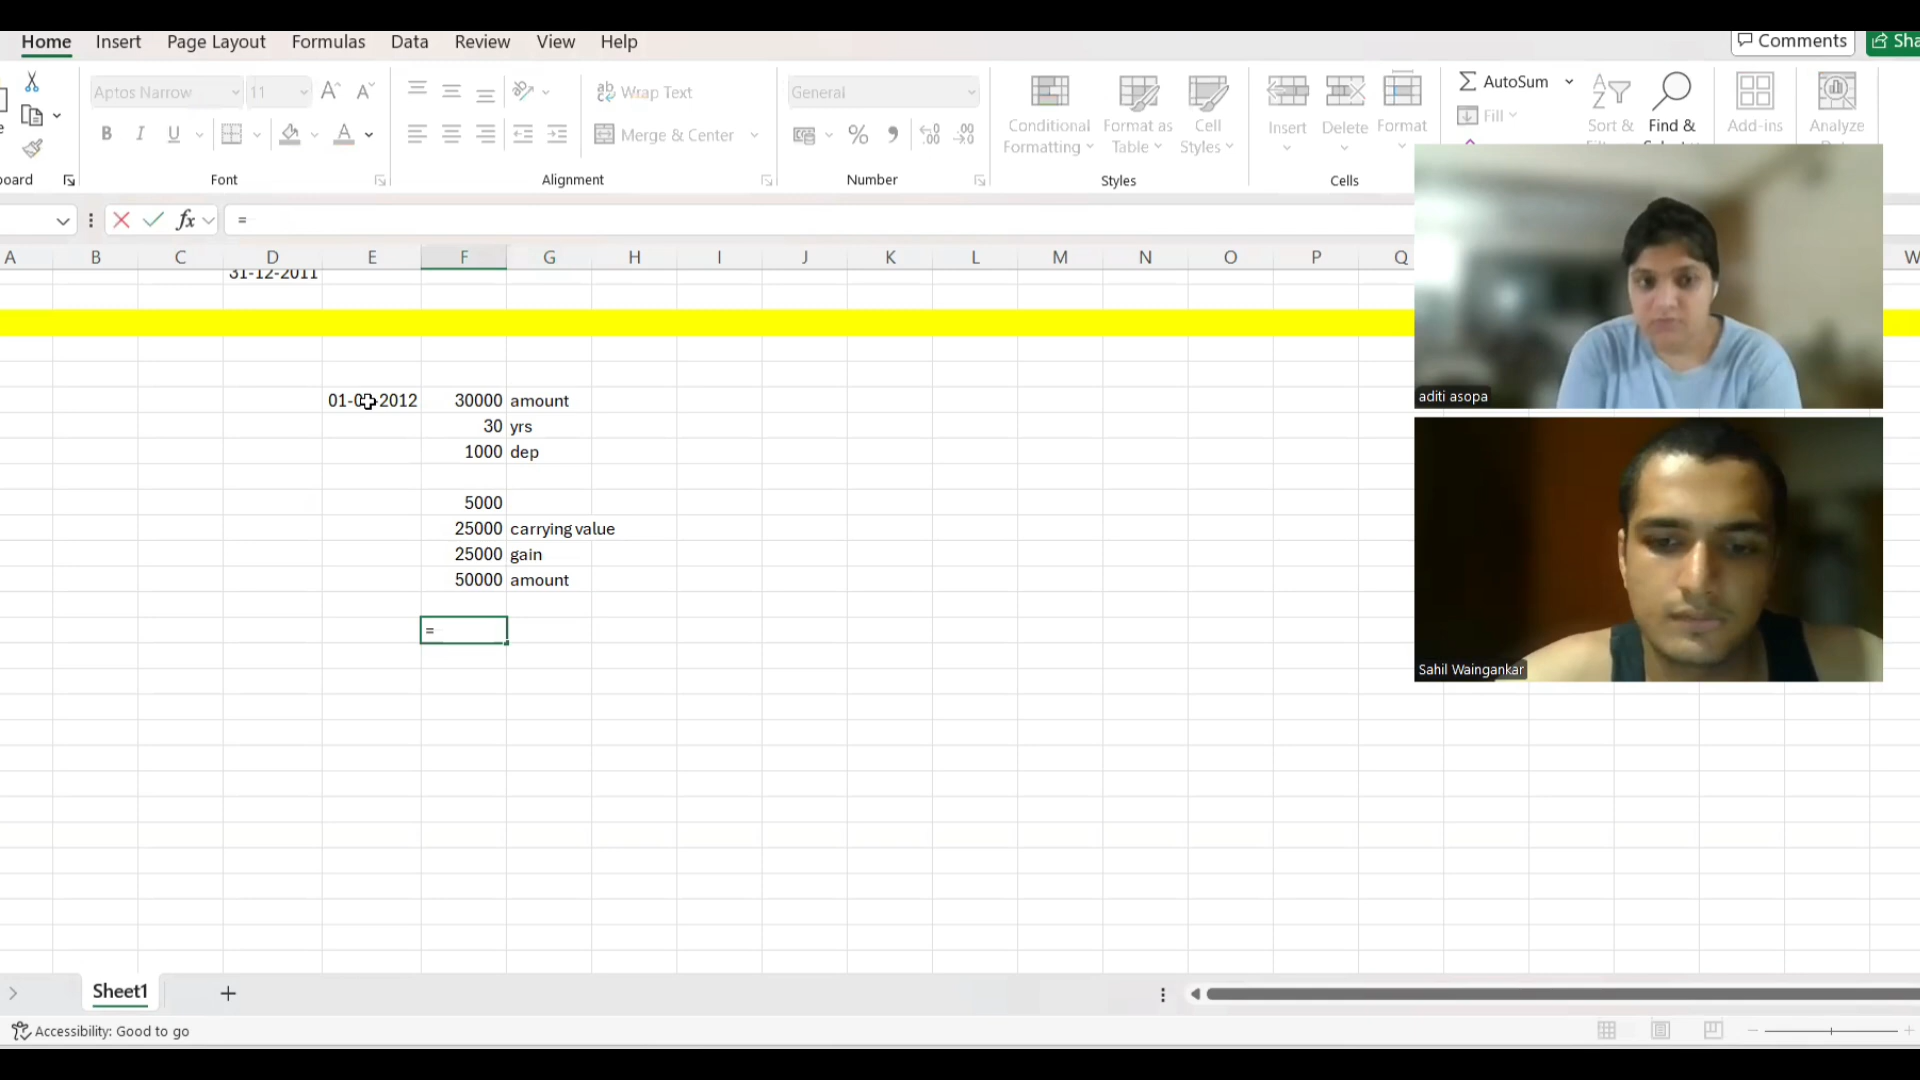 Home Insert Page Layout Formulas Data Review View Help
Comments
Aptos Narrow 11
Wrap Text
General
AutoSum
B I U
Merge & Center
Conditional Formatting
Format as Table
Cell Styles
Insert Delete Format
Fill
Sort &
Find &
Add-ins
Analyze
Font Alignment Number Styles Cells
fx =
A B C D E F G H I J K L M N O P Q W
31-12-2011
30000 amount
30 yrs
1000 dep
5000
25000 carrying value
25000 gain
50000 amount
=
aditi asopa
Sahil Waingankar
Sheet1
Accessibility: Good to go